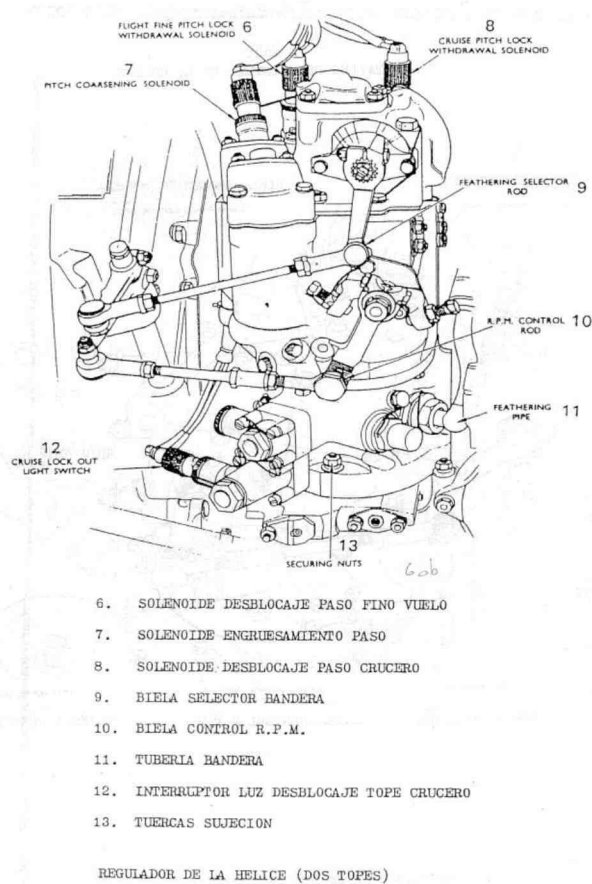 FLIGHT FINE PITCH LOCK
WITHDRAWAL SOLENOID
6
8
CRUISE PITCH LOCK
WITHDRAWAL SOLENOID
7
PITCH COARSENING SOLENOID
FEATHERING SELECTOR
ROD
9
R.P.M. CONTROL
ROD
10
FEATHERING
PIPE
11
12
CRUISE LOCK OUT
LIGHT SWITCH
13
SECURING NUTS
60b
6. SOLENOIDE DESBLOCAJE PASO FINO VUELO
7. SOLENOIDE ENGRUESAMIENTO PASO
8. SOLENOIDE DESBLOCAJE PASO CRUCERO
9. BIELA SELECTOR BANDERA
10. BIELA CONTROL R.P.M.
11. TUBERIA BANDERA
12. INTERRUPTOR LUZ DESBLOCAJE TOPE CRUCERO
13. TUERCAS SUJECION
REGULADOR DE LA HELICE (DOS TOPES)